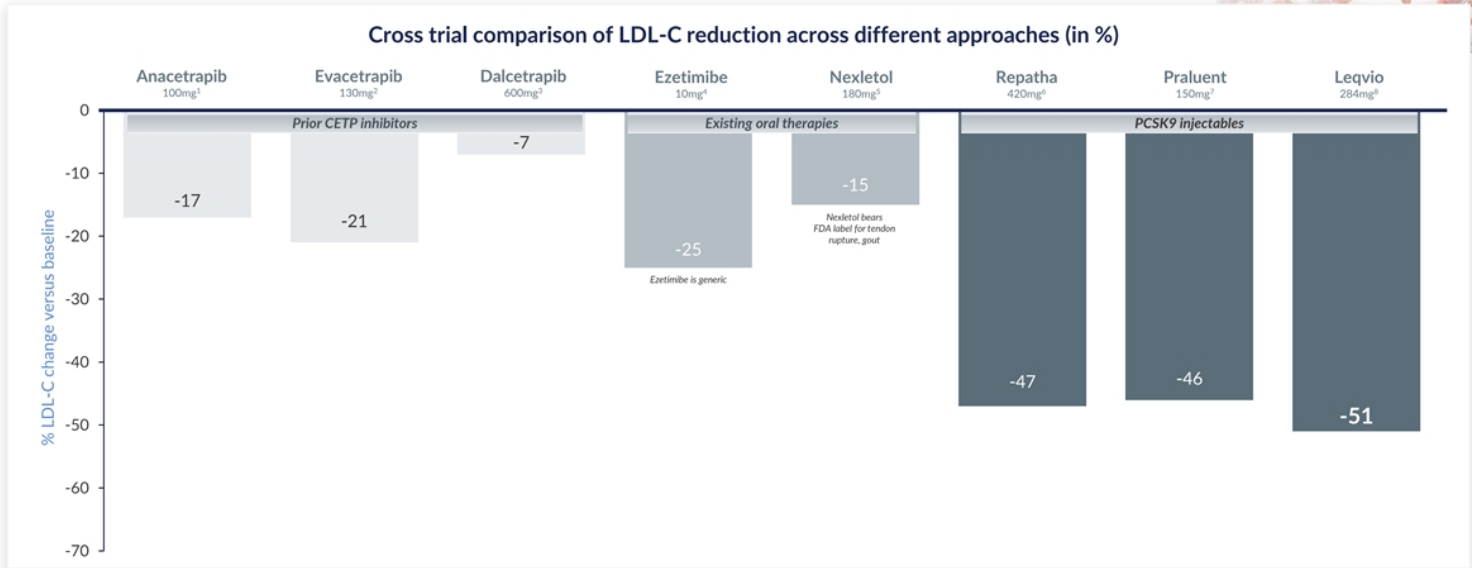 Cross trial comparison of LDL-C reduction across different approaches (in %)
Anacetrapib
100mg¹
Evacetrapib
130mg²
Dalcetrapib
600mg³
Ezetimibe
10mg⁴
Nexletol
180mg⁵
Repatha
420mg⁶
Praluent
150mg⁷
Leqvio
284mg⁸
% LDL-C change versus baseline
0
-10
-20
-30
-40
-50
-60
-70
Prior CETP inhibitors
-17
-21
-7
Existing oral therapies
-25
Ezetimibe is generic
-15
Nexletol bears
FDA label for tendon
rupture, gout
PCSK9 injectables
-47
-46
-51